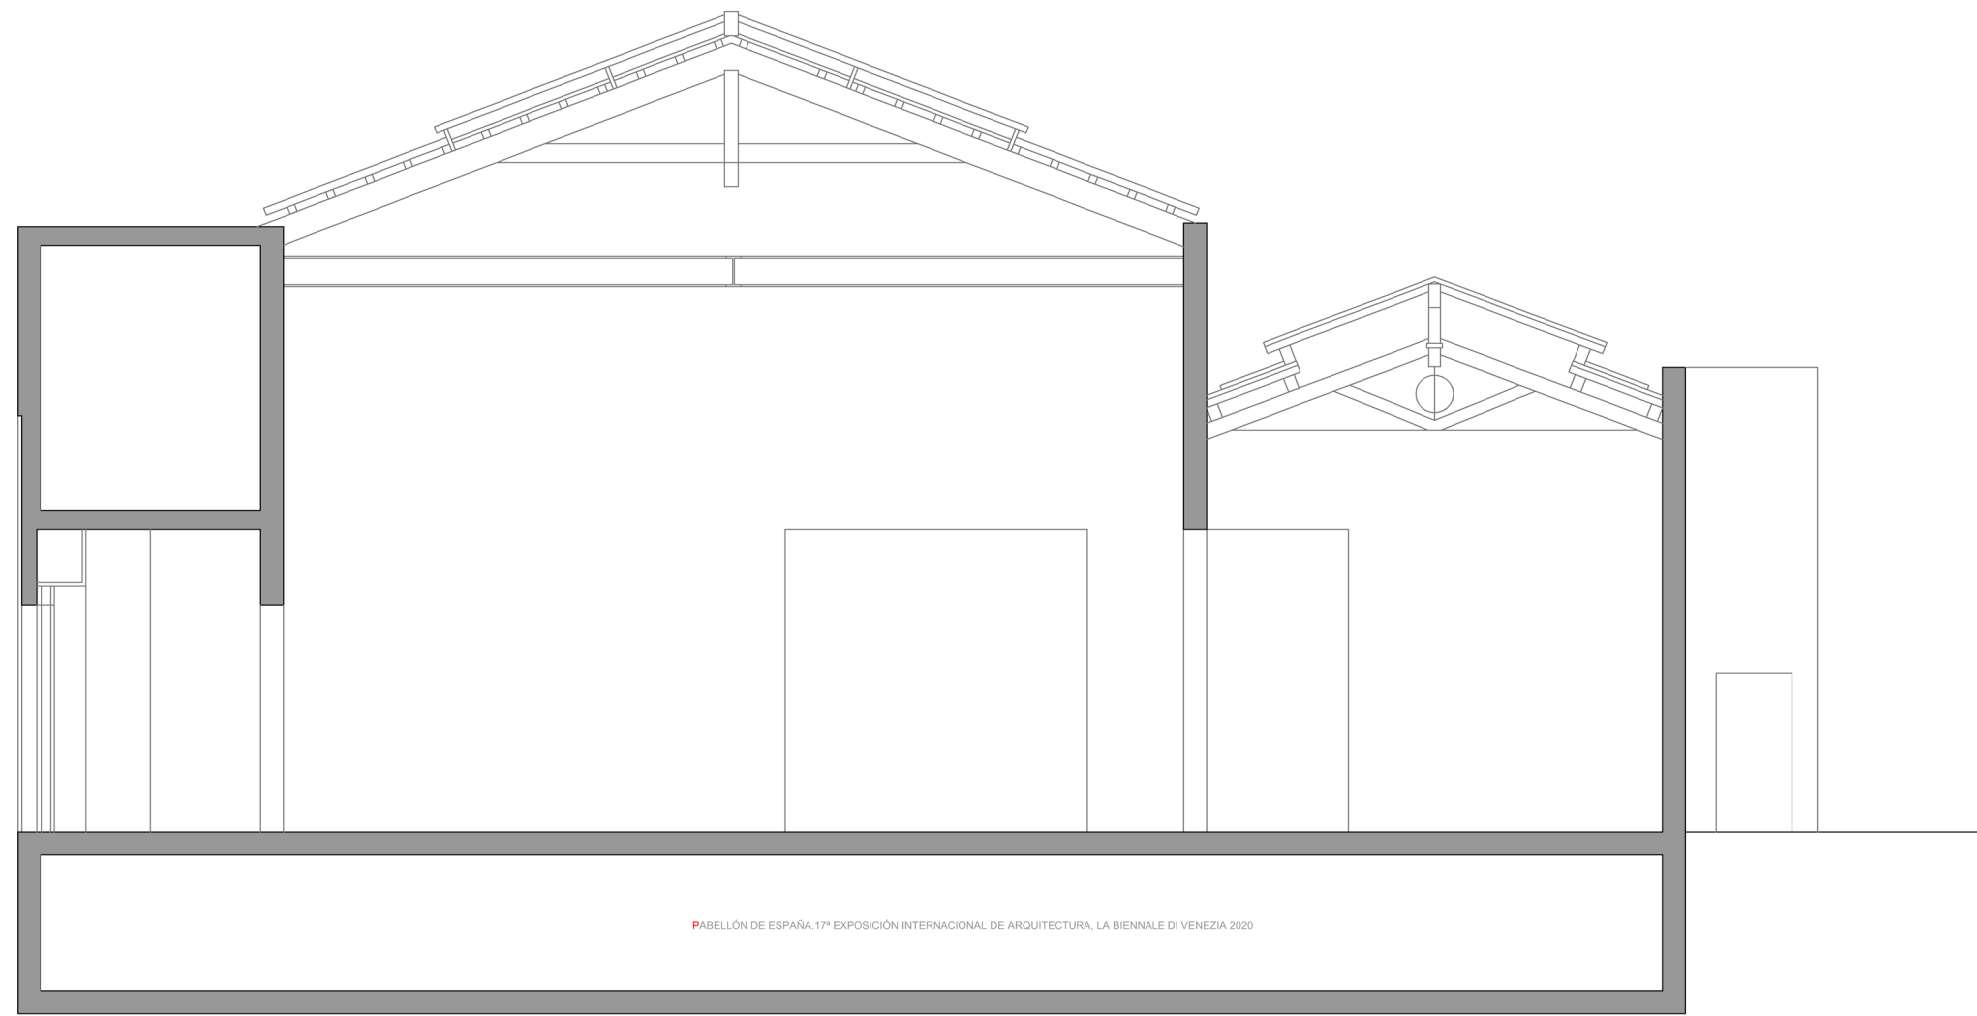 PABELLÓN DE ESPAÑA.17ª EXPOSICIÓN INTERNACIONAL DE ARQUITECTURA, LA BIENNALE DI VENEZIA 2020